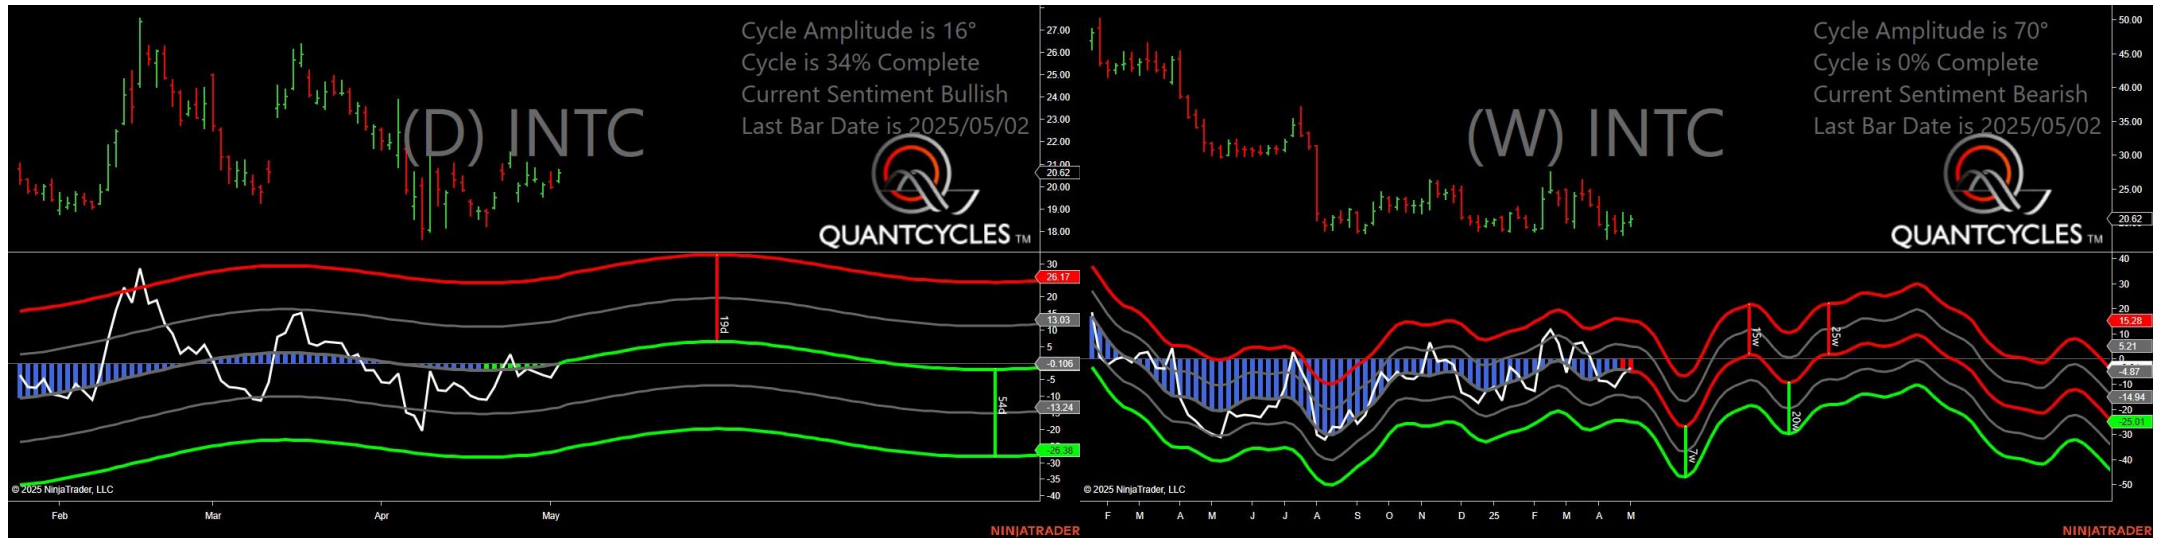 Cycle Amplitude is 16°
Cycle is 34% Complete
Current Sentiment Bullish
Last Bar Date is 2025/05/02
(D) INTC
QUANTCYCLES TM
27.00
26.00
25.00
24.00
23.00
22.00
21.00
20.62
20.00
19.00
18.00
30
26.17
20
13.03
10
5
-0.106
-5
-10
-13.24
-20
-26.38
-30
-35
-40
19d
54d
© 2025 NinjaTrader, LLC
Feb Mar Apr May
NINJATRADER
Cycle Amplitude is 70°
Cycle is 0% Complete
Current Sentiment Bearish
Last Bar Date is 2025/05/02
(W) INTC
QUANTCYCLES TM
50.00
45.00
40.00
35.00
30.00
25.00
20.62
40
30
20
15.28
10
5.21
0
-4.87
-10
-14.94
-20
-25.01
-30
-40
-50
7w
15w
20w
25w
© 2025 NinjaTrader, LLC
F M A M J J A S O N D 25 F M A M
NINJATRADER